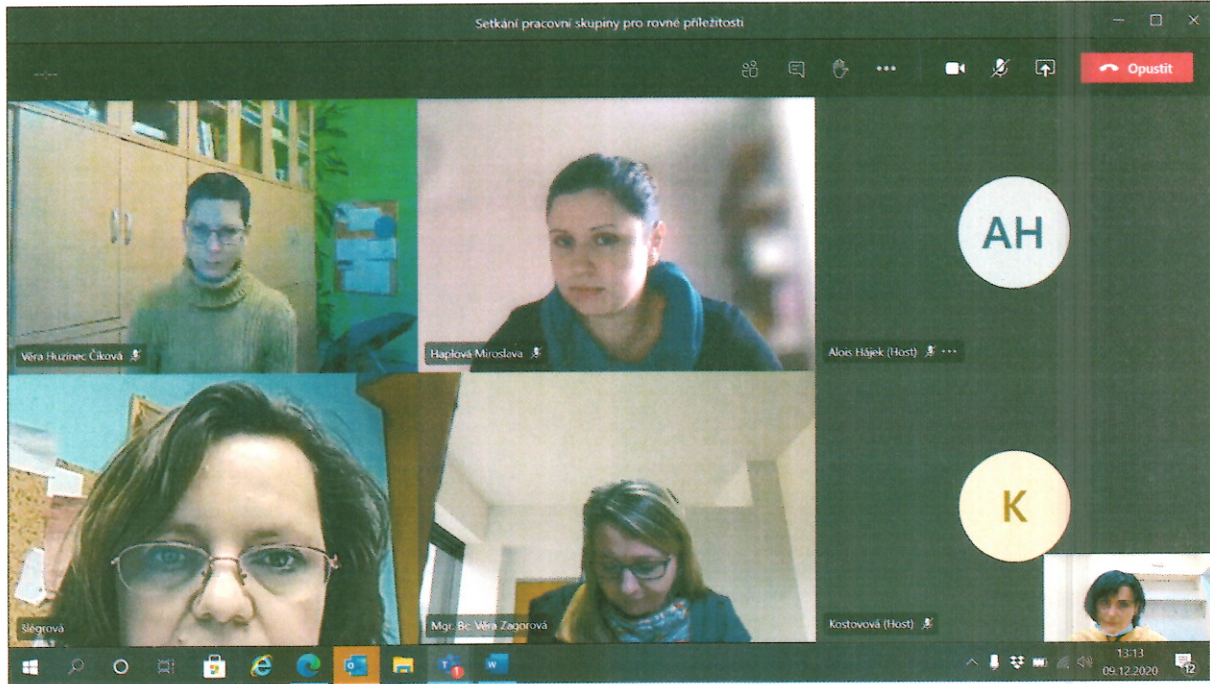 Setkání pracovní skupiny pro rovné příležitosti
--:--
Opustit
AH
Věra Huzinec Číková
Haplová Miroslava
Alois Hájek (Host)
K
šlégrová
Mgr. Bc. Věra Zagorová
Kostovová (Host)
13:13
09.12.2020
1
12